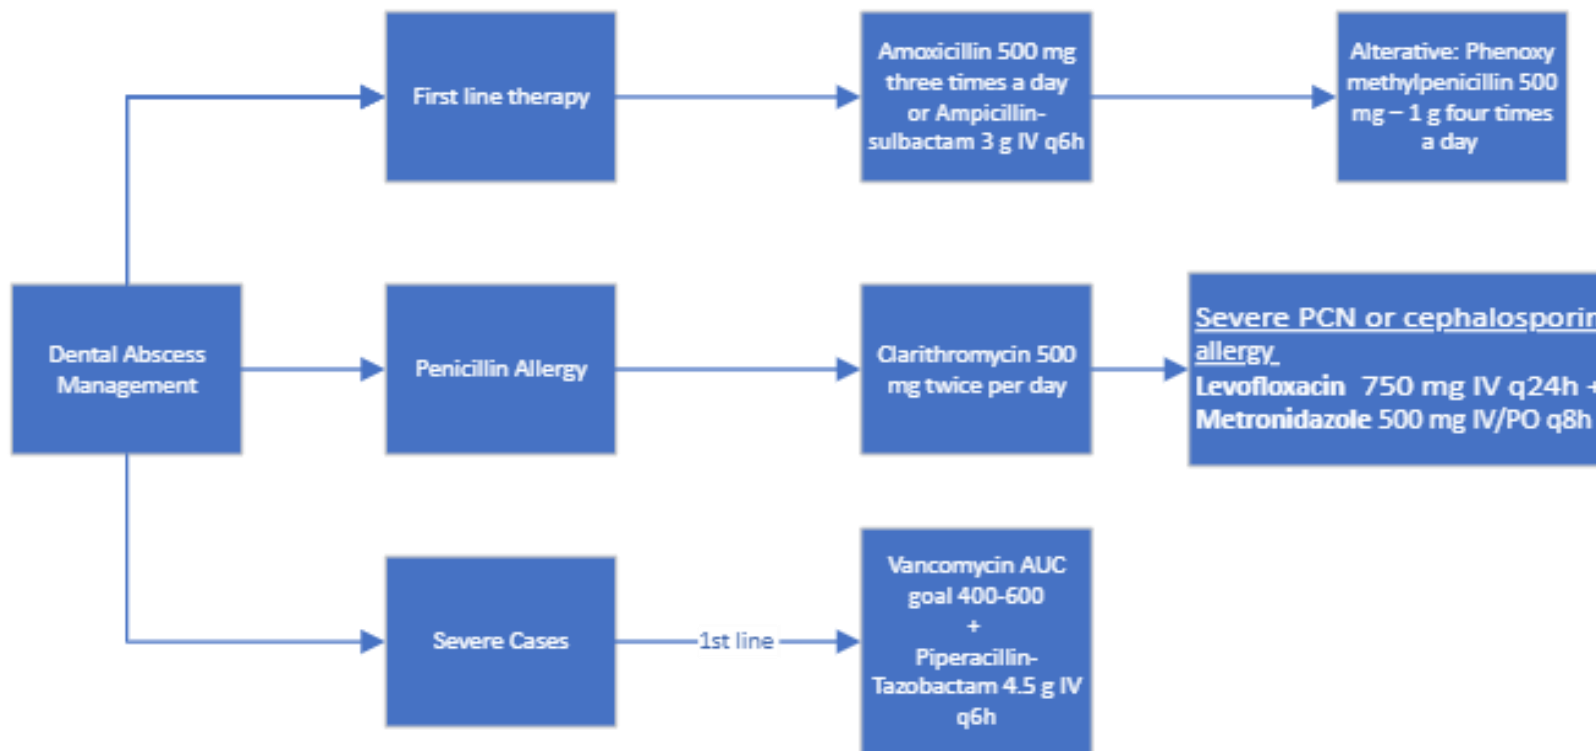 First line therapy
Amoxicillin 500 mg
three times a day
or Ampicillin-
sulbactam 3 g IV q6h
Alterative: Phenoxy
methylpenicillin 500
mg – 1 g four times
a day
Dental Abscess
Management
Penicillin Allergy
Clarithromycin 500
mg twice per day
Severe PCN or cephalosporin
allergy
Levofloxacin 750 mg IV q24h +
Metronidazole 500 mg IV/PO q8h
Severe Cases
1st line
Vancomycin AUC
goal 400-600
+
Piperacillin-
Tazobactam 4.5 g IV
q6h